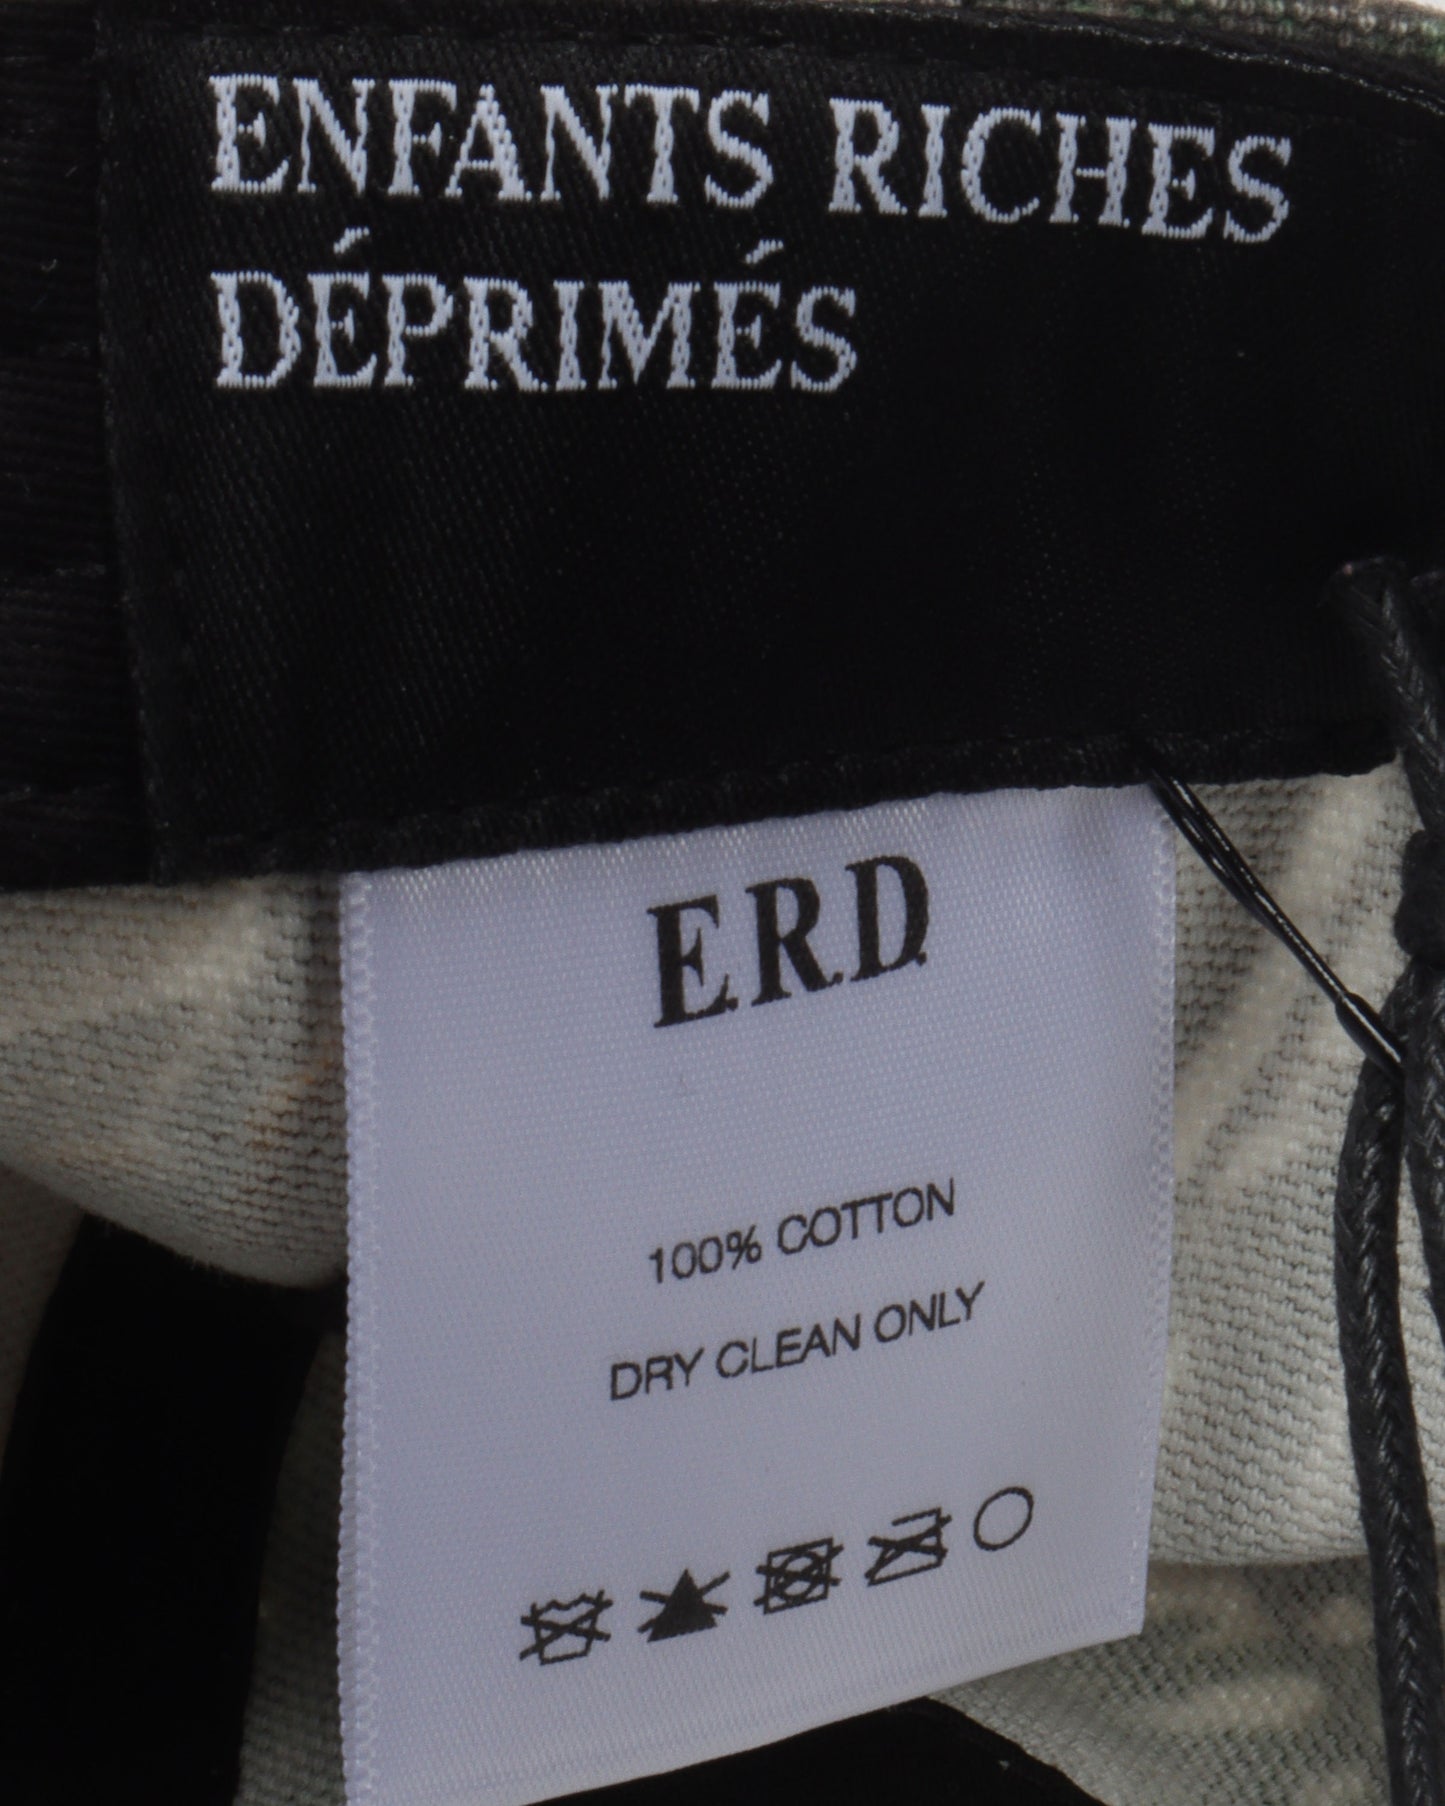 ENFANTS RICHES
DÉPRIMÉS
E.R.D.
100% COTTON
DRY CLEAN ONLY